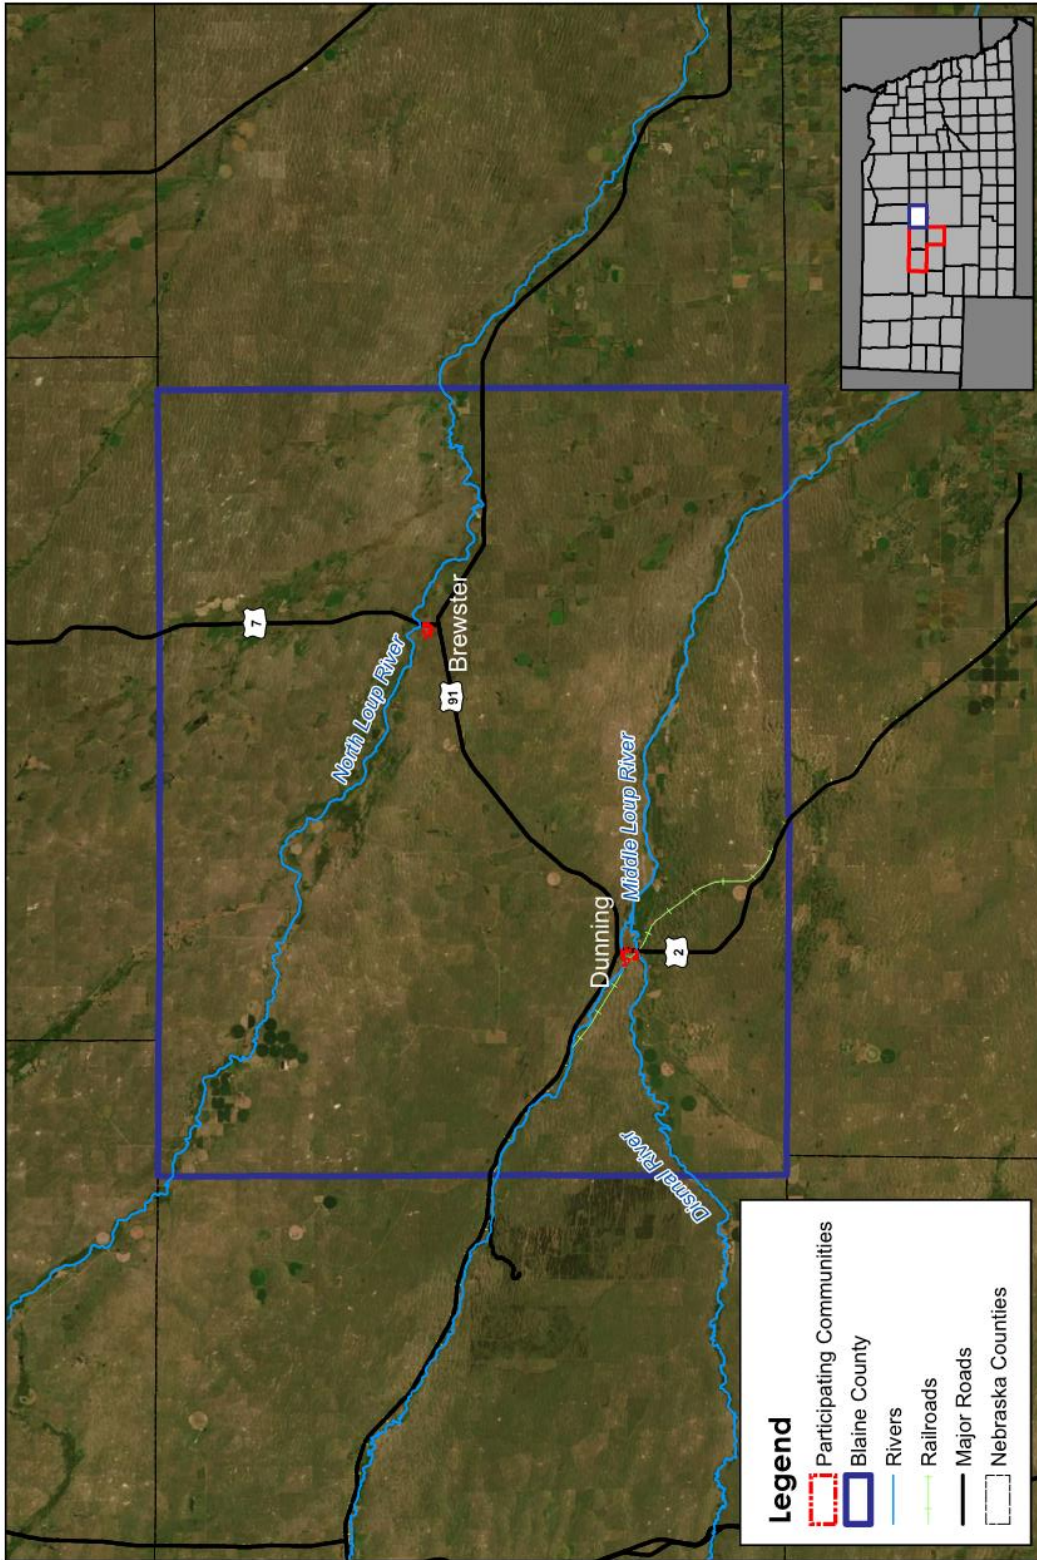 7
North Loup River
Brewster
91
Middle Loup River
Dunning
2
Dismal River
Legend
Participating Communities
Blaine County
Rivers
Railroads
Major Roads
Nebraska Counties